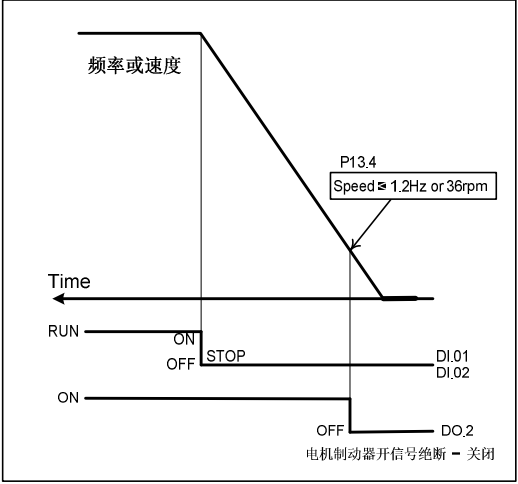 频率或速度
P13.4
Speed ≤ 1.2Hz or 36rpm
Time
RUN
ON
OFF
STOP
DI.01
DI.02
ON
OFF
DO.2
电机制动器开信号绝断 - 关闭